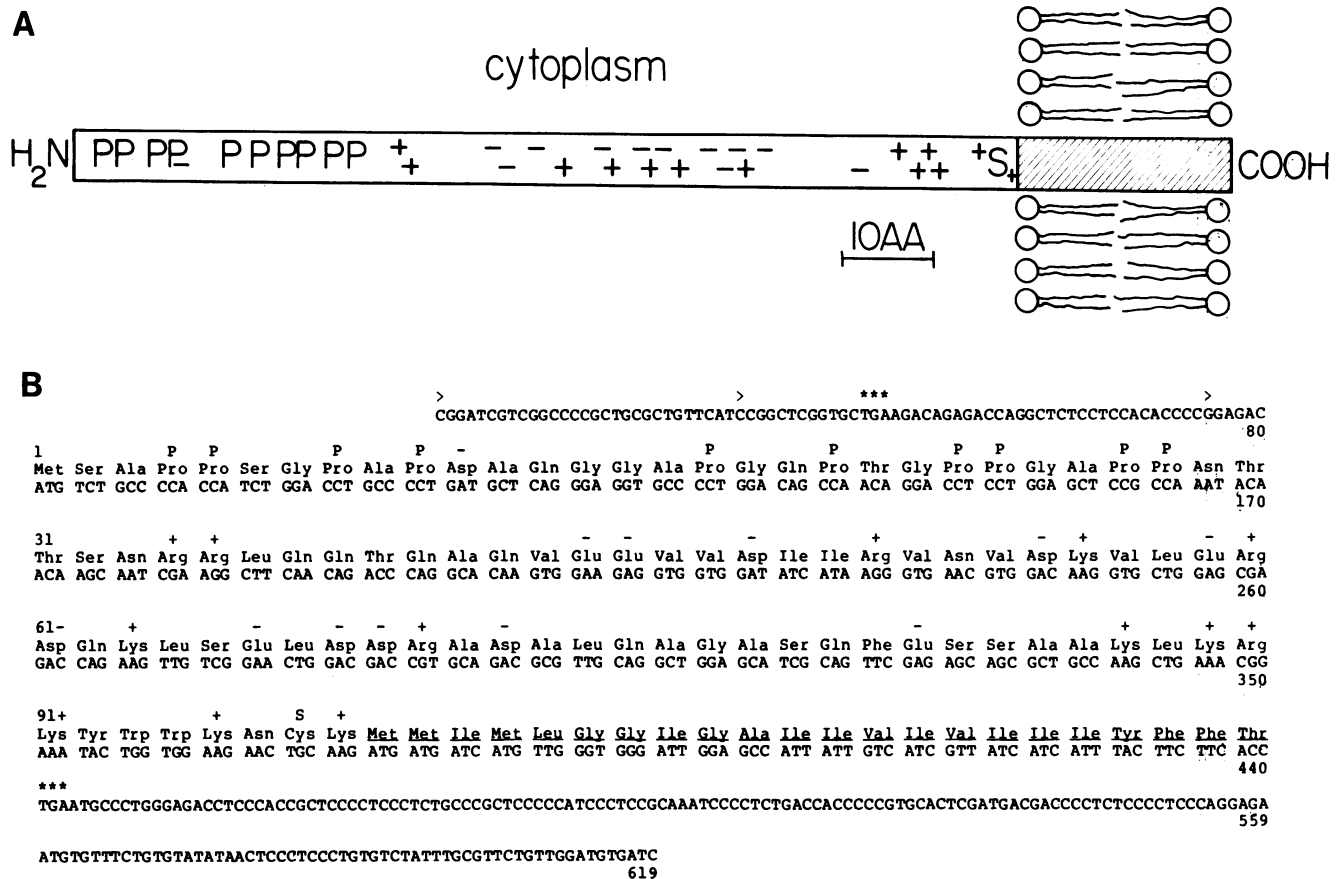 A
cytoplasm
H2N PP PP P P PP PP COOH
S
10AA
B
> > *** >
CGGATCGTCGGCCCCGCTGCGCTGTTCATCCGGCTCGGTGCTGAAGACAGAGACCAGGCTCTCCTCCACACCCCGGAGAC
80
1 P P P P - P P P P P P
Met Ser Ala Pro Pro Ser Gly Pro Ala Pro Asp Ala Gln Gly Gly Ala Pro Gly Gln Pro Thr Gly Pro Pro Gly Ala Pro Pro Asn Thr
ATG TCT GCC CCA CCA TCT GGA CCT GCC CCT GAT GCT CAG GGA GGT GCC CCT GGA CAG CCA ACA GGA CCT CCT GGA GCT CCG CCA AAT ACA
170
31 + + - - - + - + - +
Thr Ser Asn Arg Arg Leu Gln Gln Thr Gln Ala Gln Val Glu Glu Val Val Asp Ile Ile Arg Val Asn Val Asp Lys Val Leu Glu Arg
ACA AGC AAT CGA AGG CTT CAA CAG ACC CAG GCA CAA GTG GAA GAG GTG GTG GAT ATC ATA AGG GTG AAC GTG GAC AAG GTG CTG GAG CGA
260
61- + - - - + - - + + +
Asp Gln Lys Leu Ser Glu Leu Asp Asp Arg Ala Asp Ala Leu Gln Ala Gly Ala Ser Gln Phe Glu Ser Ser Ala Ala Lys Leu Lys Arg
GAC CAG AAG TTG TCG GAA CTG GAC GAC CGT GCA GAC GCG TTG CAG GCT GGA GCA TCG CAG TTC GAG AGC AGC GCT GCC AAG CTG AAA CGG
350
91+ + S +
Lys Tyr Trp Trp Lys Asn Cys Lys Met Met Ile Met Leu Gly Gly Ile Gly Ala Ile Ile Val Ile Val Ile Ile Ile Tyr Phe Phe Thr
AAA TAC TGG TGG AAG AAC TGC AAG ATG ATG ATC ATG TTG GGT GGG ATT GGA GCC ATT ATT GTC ATC GTT ATC ATC ATT TAC TTC TTC ACC
440
***
TGAATGCCCTGGGAGACCTCCCACCGCTCCCCTCCCTCTGCCCGCTCCCCCATCCCTCCGCAAATCCCCTCTGACCACCCCCGTGCACTCGATGACGACCCCTCTCCCCTCCCAGGAGA
559
ATGTGTTTCTGTGTATATAACTCCCTCCCTGTGTCTATTTGCGTTCTGTTGGATGTGATC
619